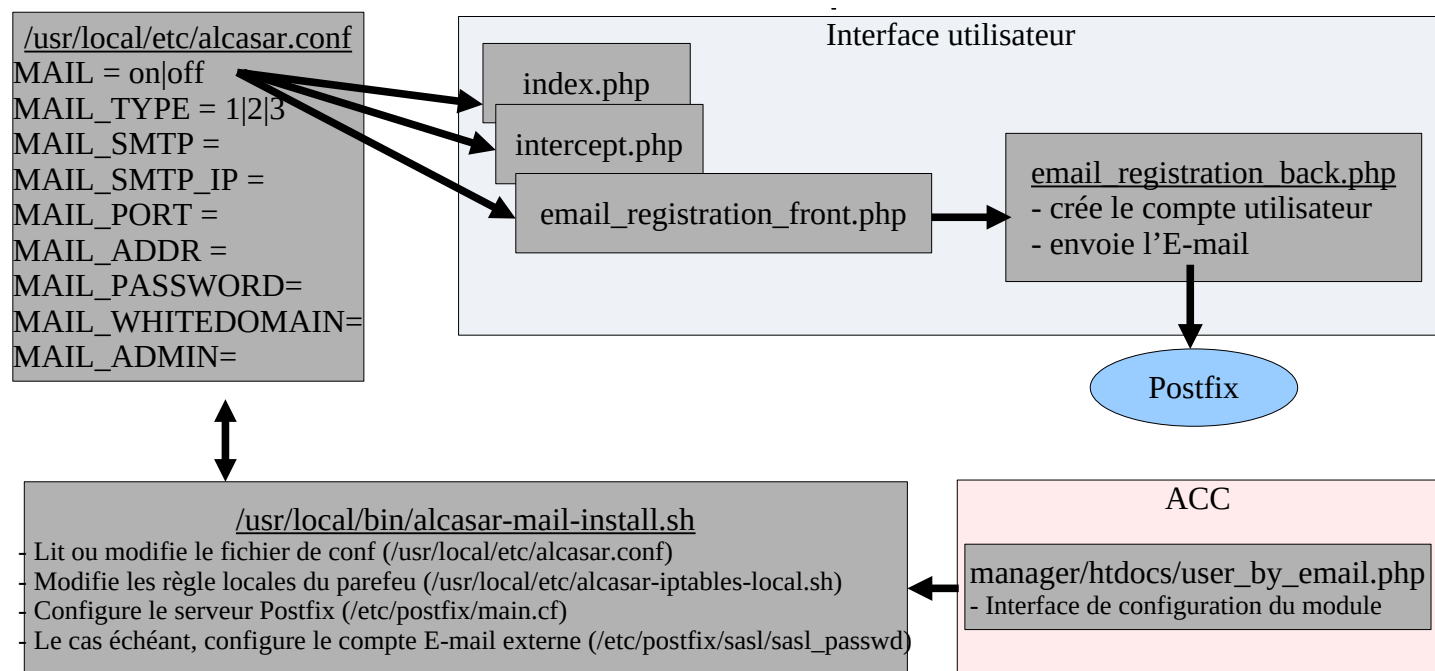 /usr/local/etc/alcasar.conf
MAIL = on|off
MAIL_TYPE = 1|2|3
MAIL_SMTP =
MAIL_SMTP_IP =
MAIL_PORT =
MAIL_ADDR =
MAIL_PASSWORD=
MAIL_WHITEDOMAIN=
MAIL_ADMIN=
-
Interface utilisateur
index.php
intercept.php
email_registration_front.php
email_registration_back.php
- crée le compte utilisateur
- envoie l’E-mail
Postfix
/usr/local/bin/alcasar-mail-install.sh
- Lit ou modifie le fichier de conf (/usr/local/etc/alcasar.conf)
- Modifie les règle locales du parefeu (/usr/local/etc/alcasar-iptables-local.sh)
- Configure le serveur Postfix (/etc/postfix/main.cf)
- Le cas échéant, configure le compte E-mail externe (/etc/postfix/sasl/sasl_passwd)
ACC
manager/htdocs/user_by_email.php
- Interface de configuration du module